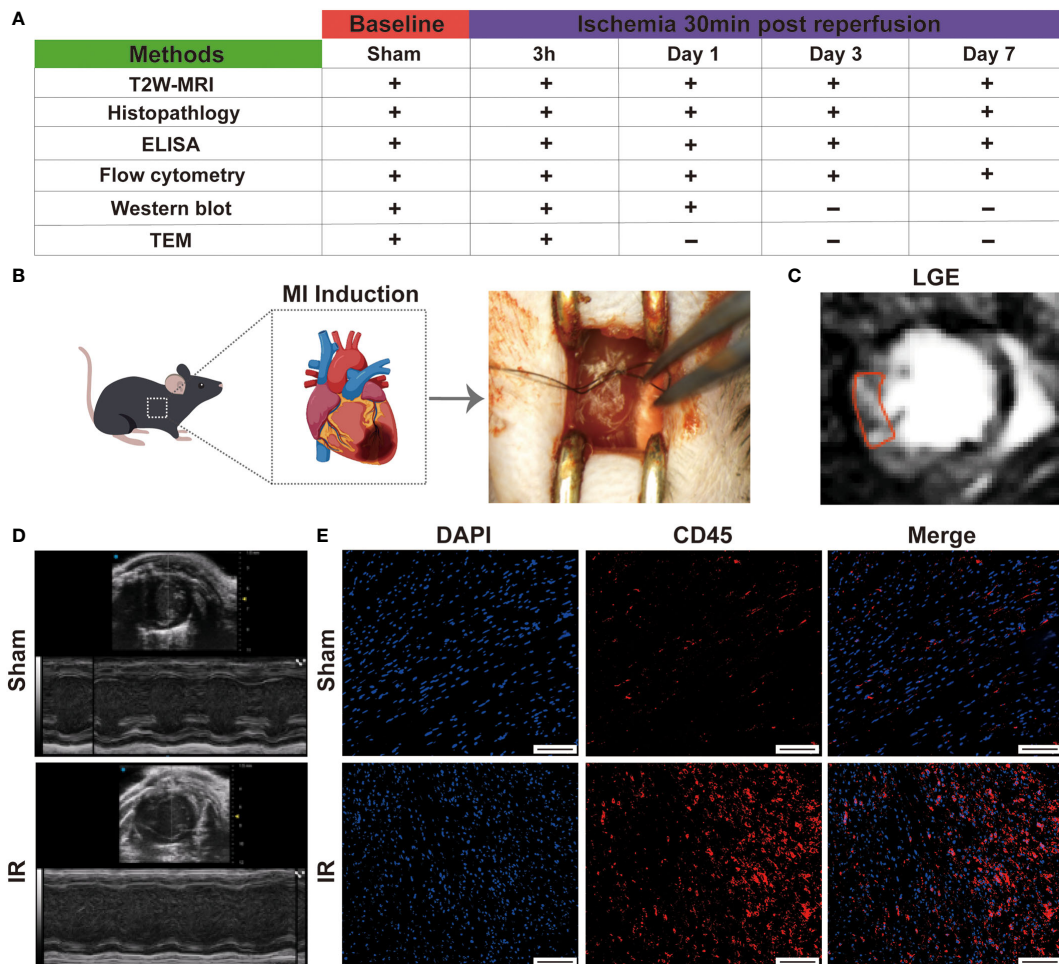 A
Baseline Ischemia 30min post reperfusion
Methods Sham 3h Day 1 Day 3 Day 7
T2W-MRI + + + + +
Histopathlogy + + + + +
ELISA + + + + +
Flow cytometry + + + + +
Western blot + + + − −
TEM + + − − −
B
MI Induction
C
LGE
D
Sham
IR
E
DAPI CD45 Merge
Sham
IR